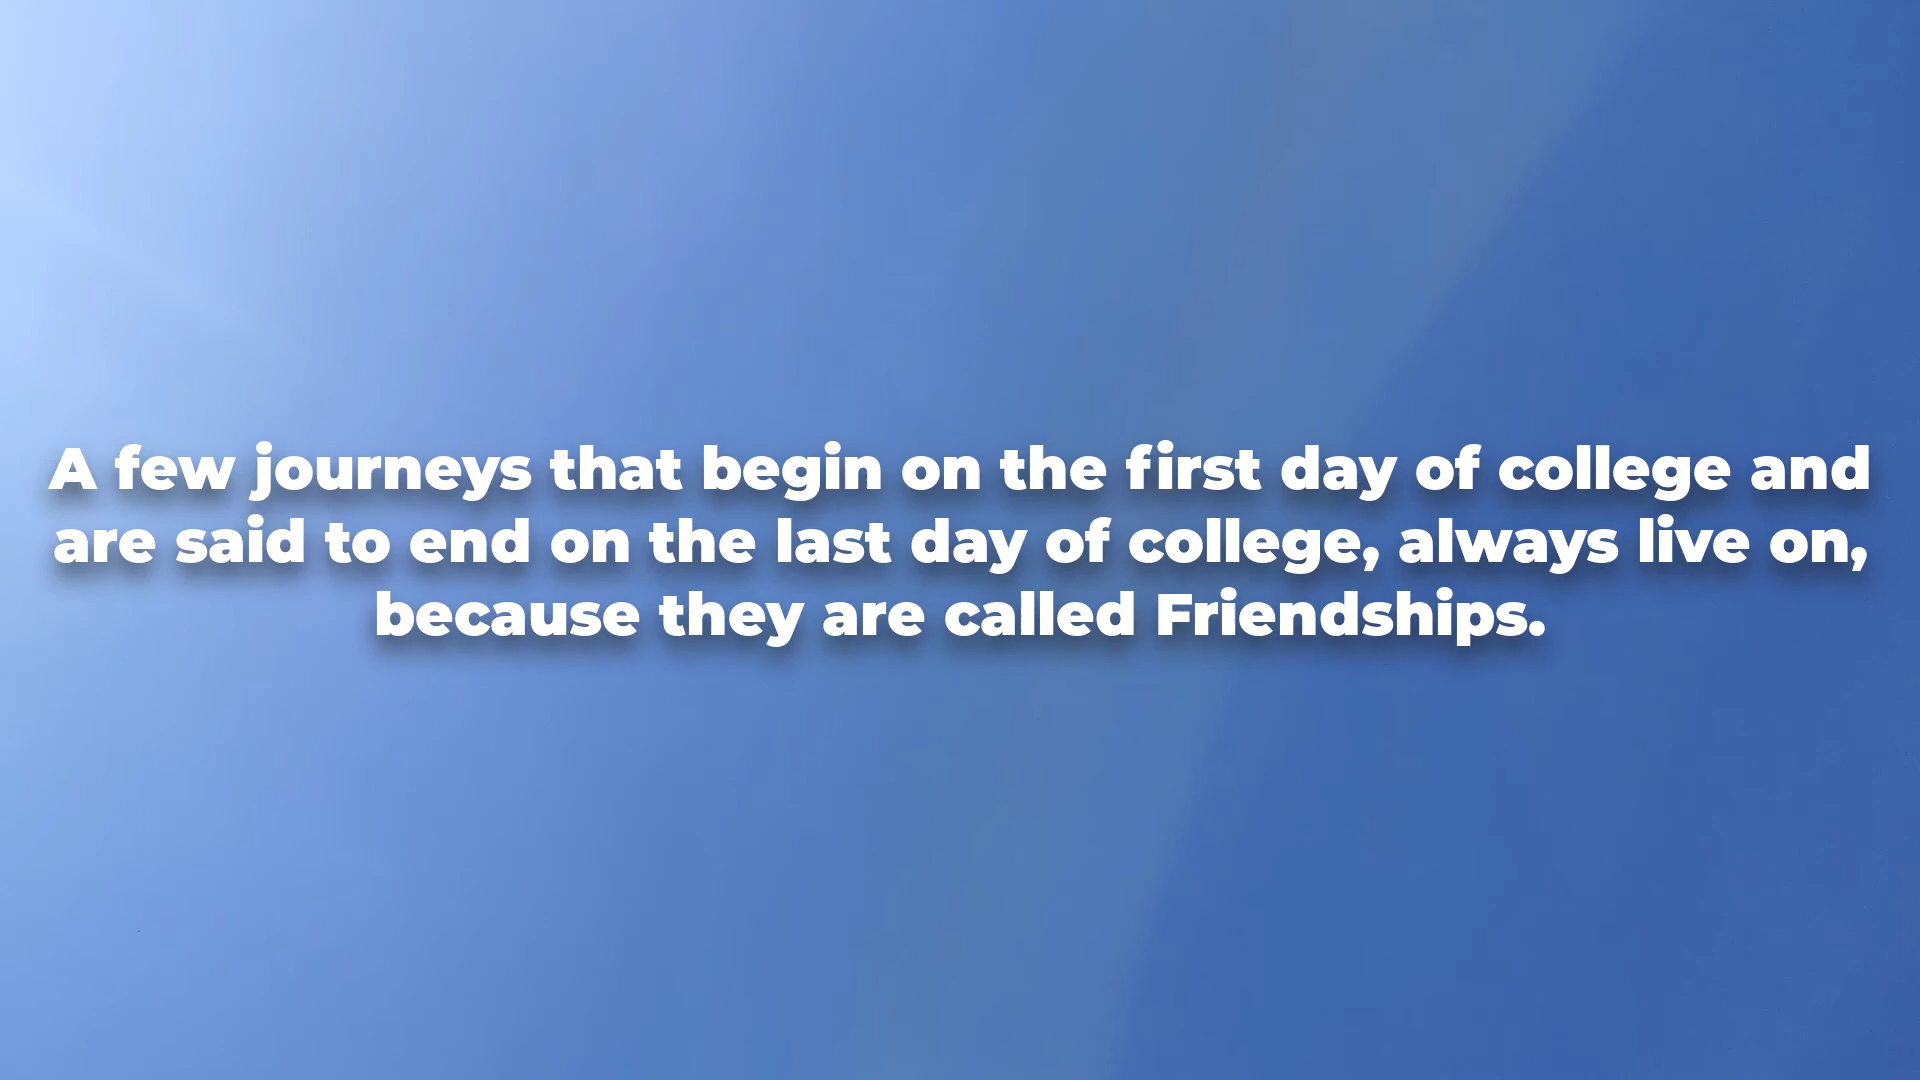 A few journeys that begin on the first day of college and
are said to end on the last day of college, always live on,
because they are called Friendships.